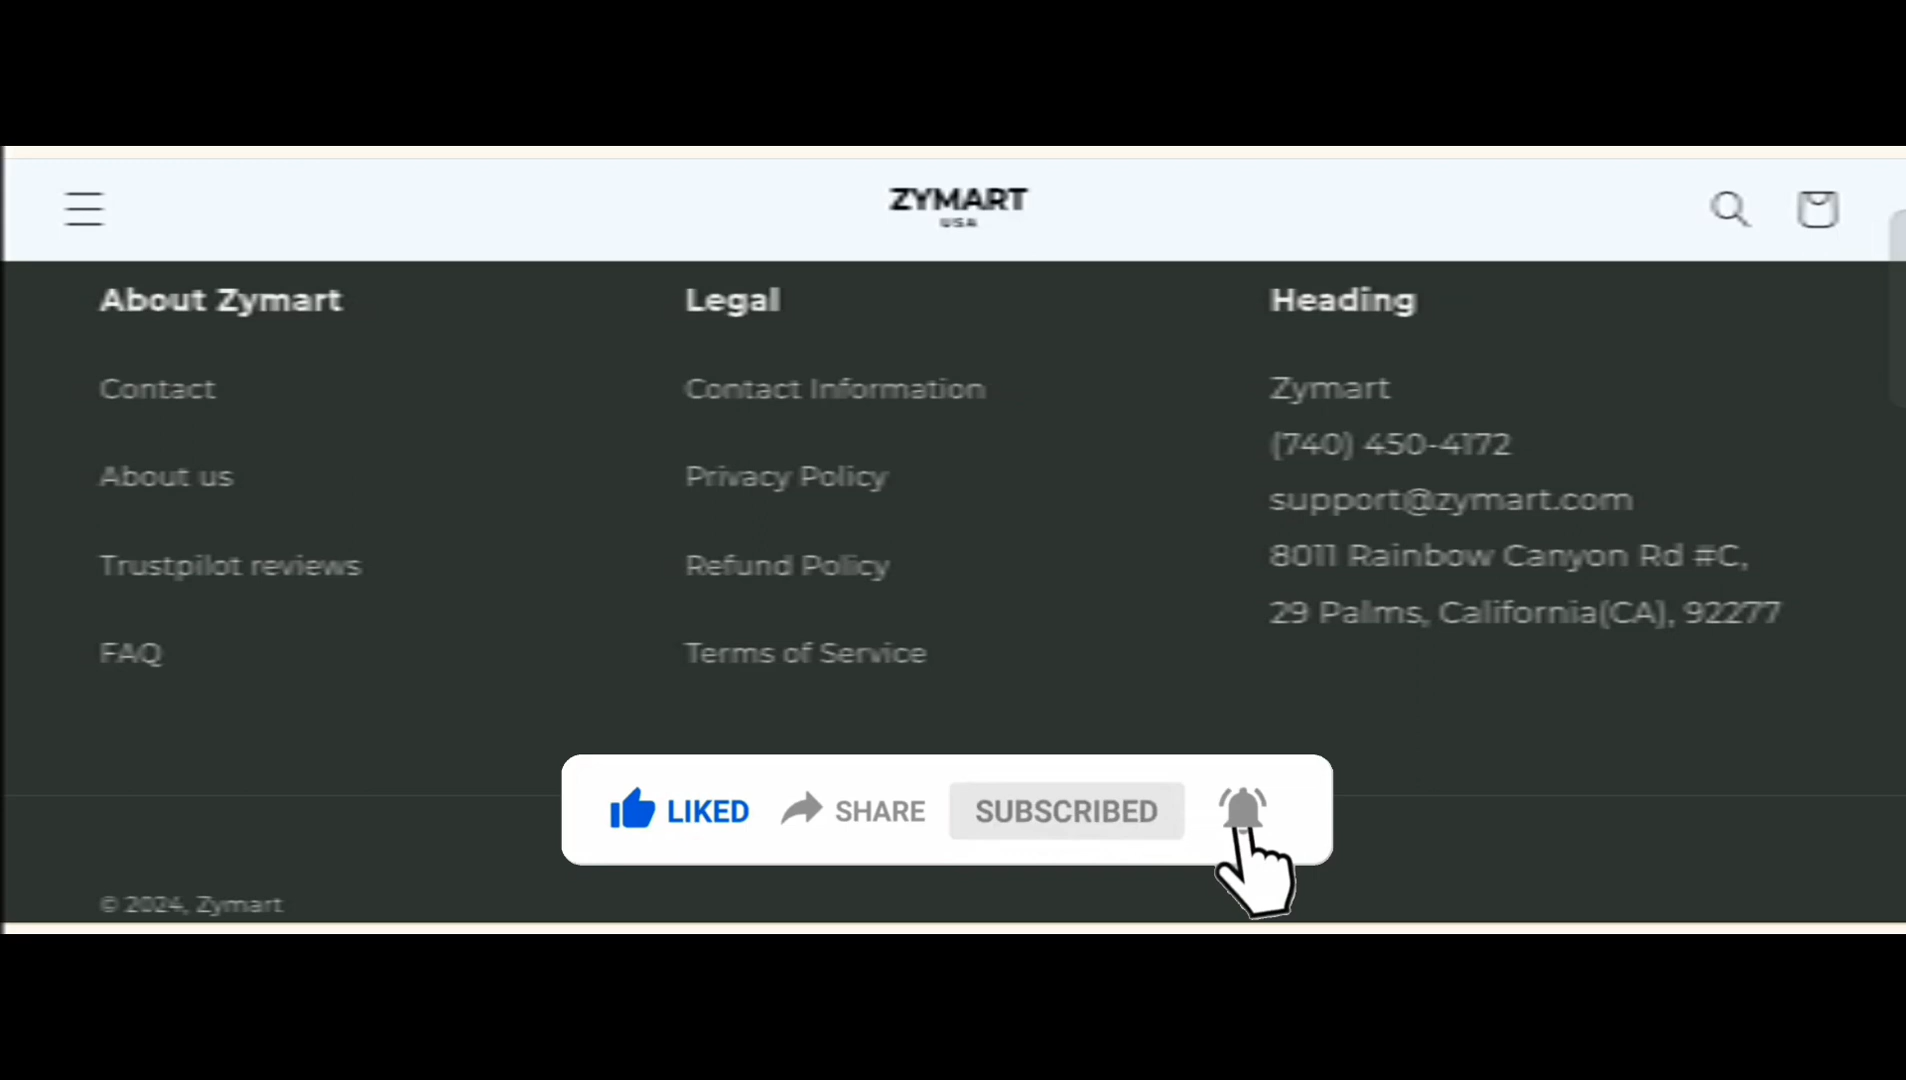 ZYMART
USA
About Zymart
Contact
About us
Trustpilot reviews
FAQ
Legal
Contact Information
Privacy Policy
Refund Policy
Terms of Service
Heading
Zymart
(740) 450-4172
support@zymart.com
8011 Rainbow Canyon Rd #C,
29 Palms, California(CA), 92277
LIKED SHARE SUBSCRIBED
© 2024, Zymart